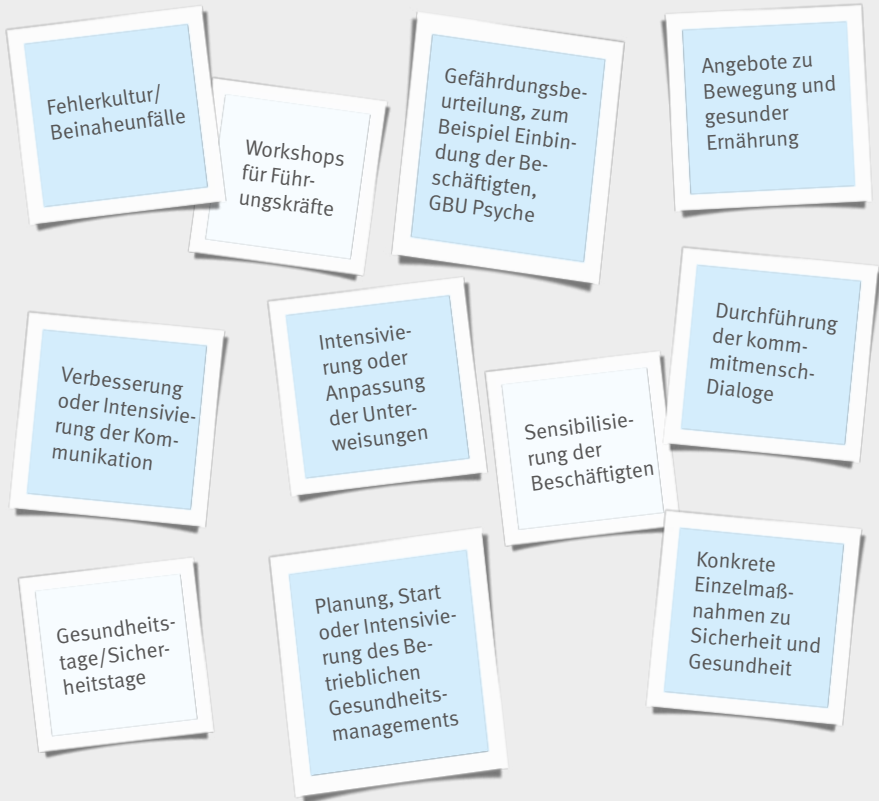 Fehlerkultur/
Beinaheunfälle
Workshops
für Führ-
ungskräfte
Gefährdungsbe-
urteilung, zum
Beispiel Einbin-
dung der Be-
schäftigten,
GBU Psyche
Angebote zu
Bewegung und
gesunder
Ernährung
Verbesserung
oder Intensivie-
rung der Kom-
munikation
Intensivie-
rung oder
Anpassung
der Unter-
weisungen
Sensibilisie-
rung der
Beschäftigten
Durchführung
der komm-
mitmensch-
Dialoge
Gesundheits-
tage/Sicher-
heitstage
Planung, Start
oder Intensivie-
rung des Be-
trieblichen
Gesundheits-
managements
Konkrete
Einzelmaß-
nahmen zu
Sicherheit und
Gesundheit